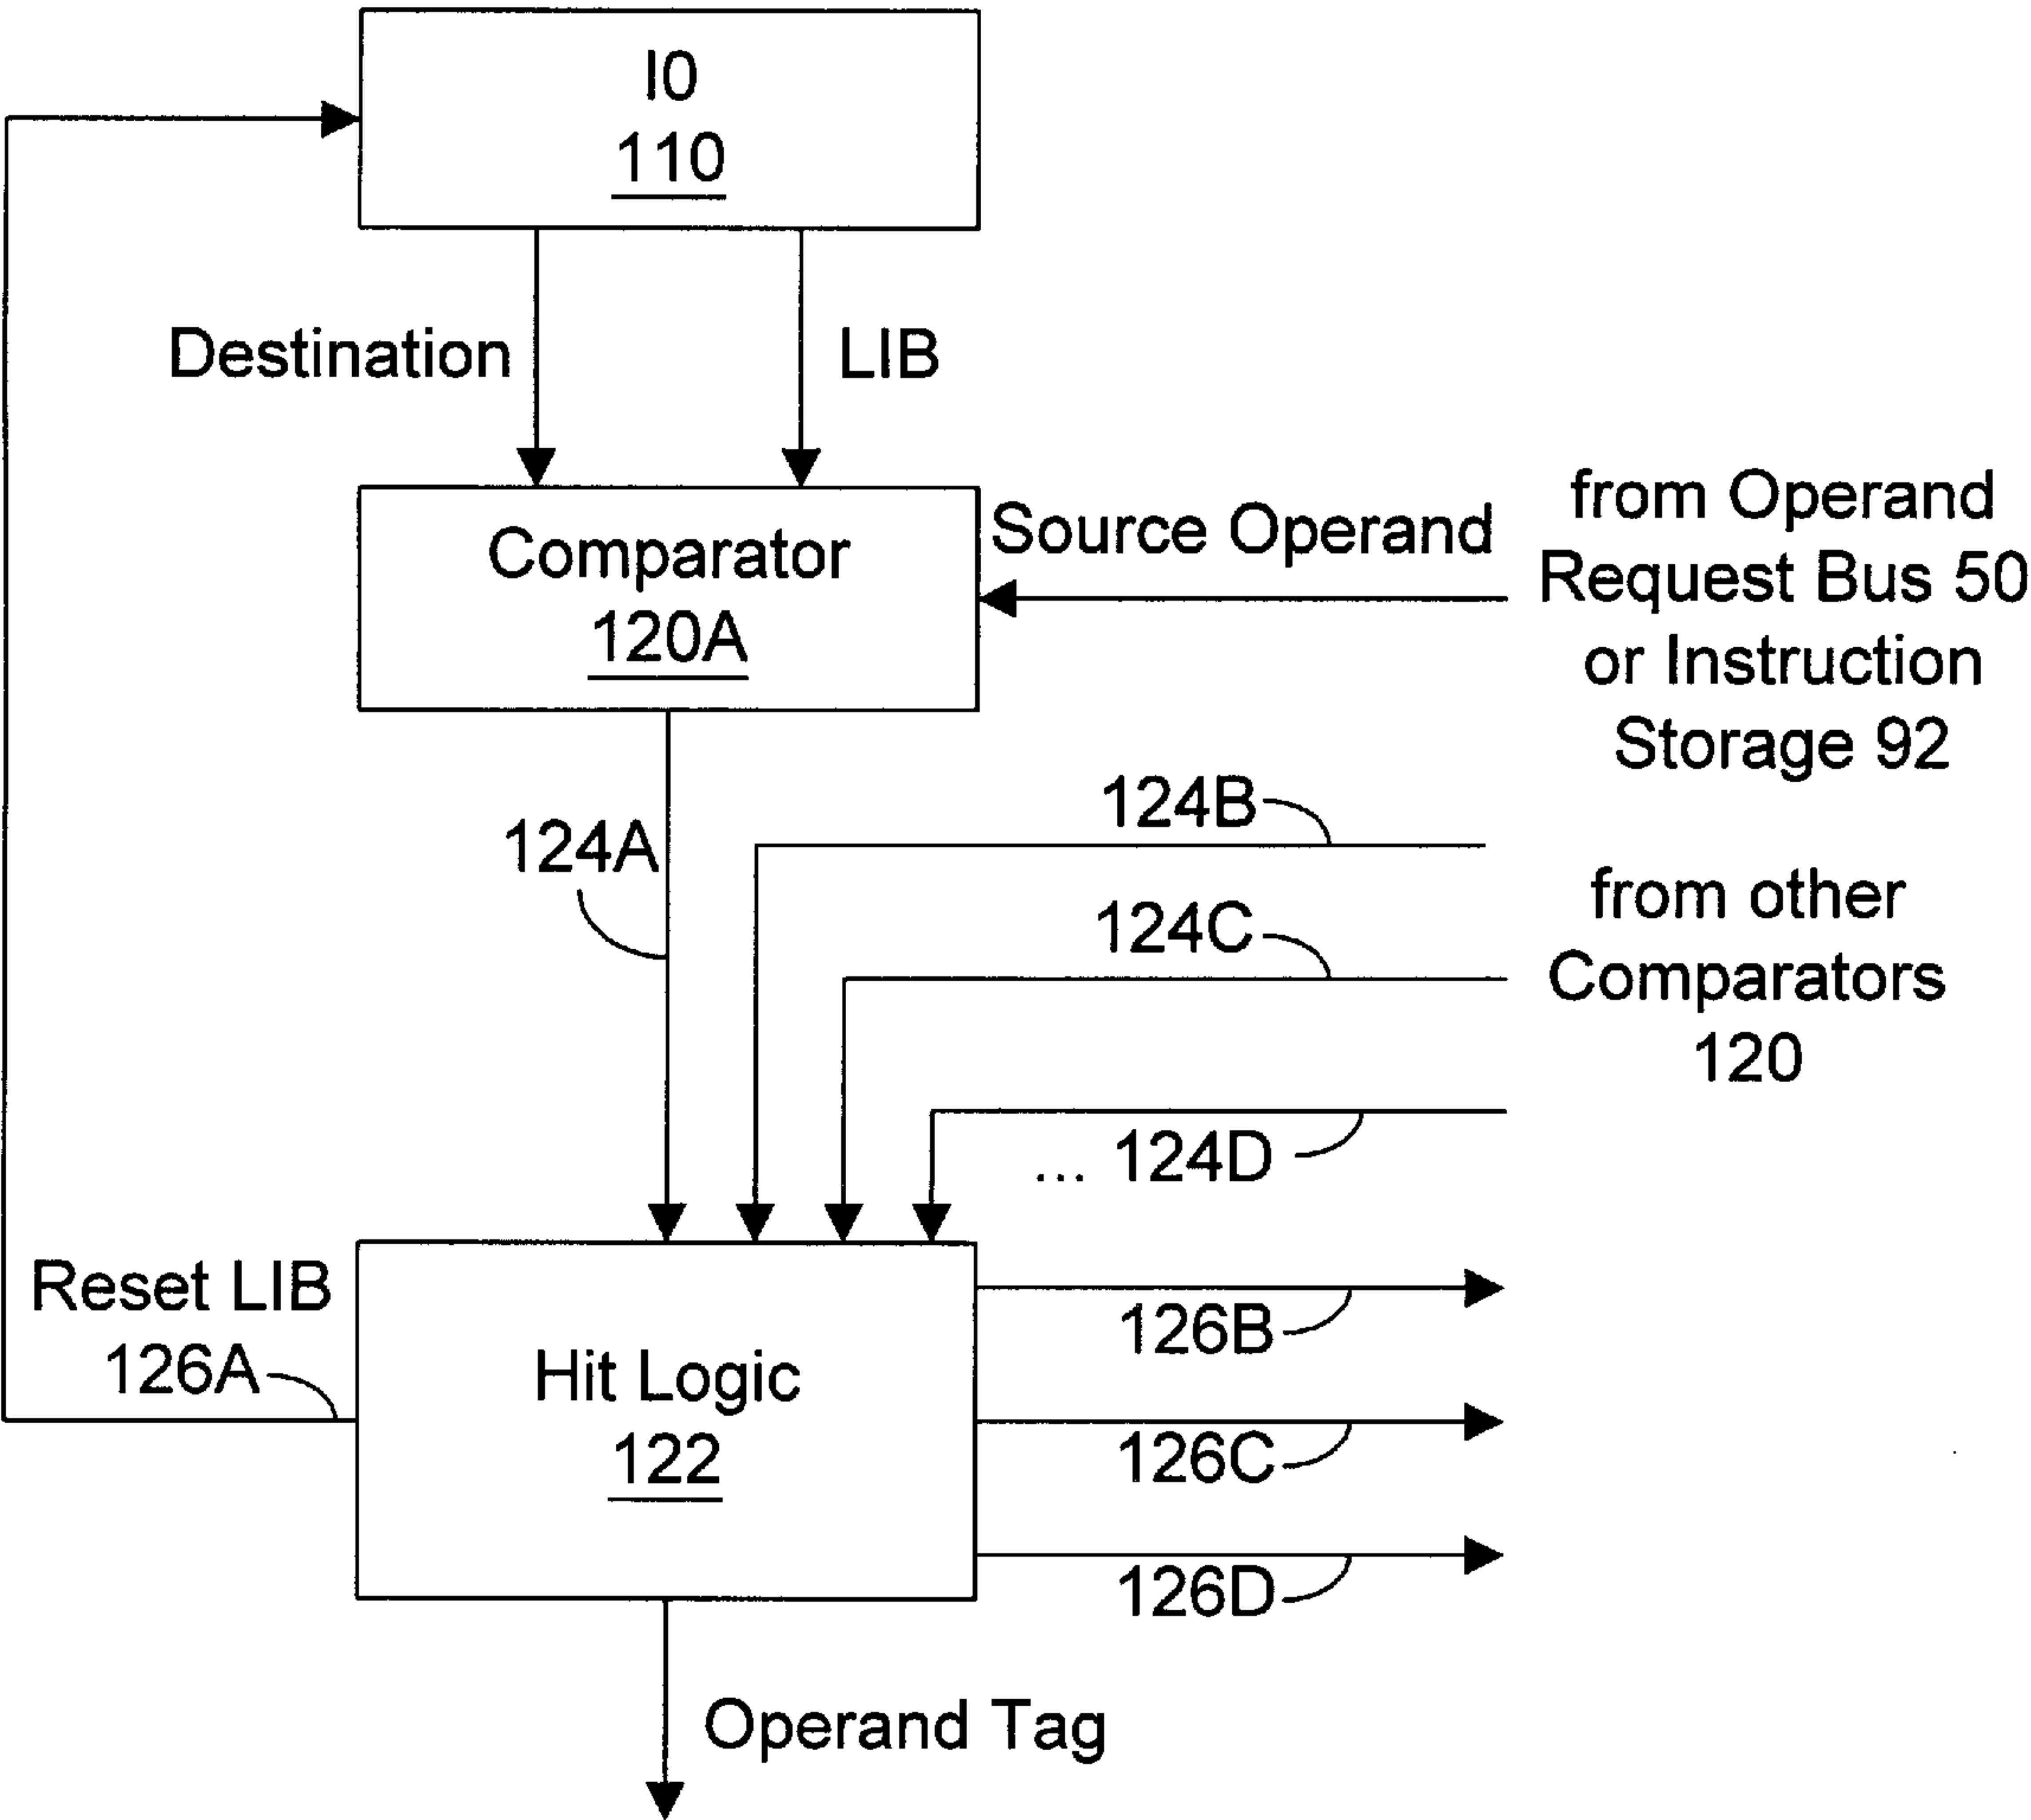 I0
110
Destination
LIB
Comparator
120A
Source Operand
from Operand
Request Bus 50
or Instruction
Storage 92
124A
124B
124C
... 124D
from other
Comparators
120
Reset LIB
126A
Hit Logic
122
126B
126C
126D
Operand Tag